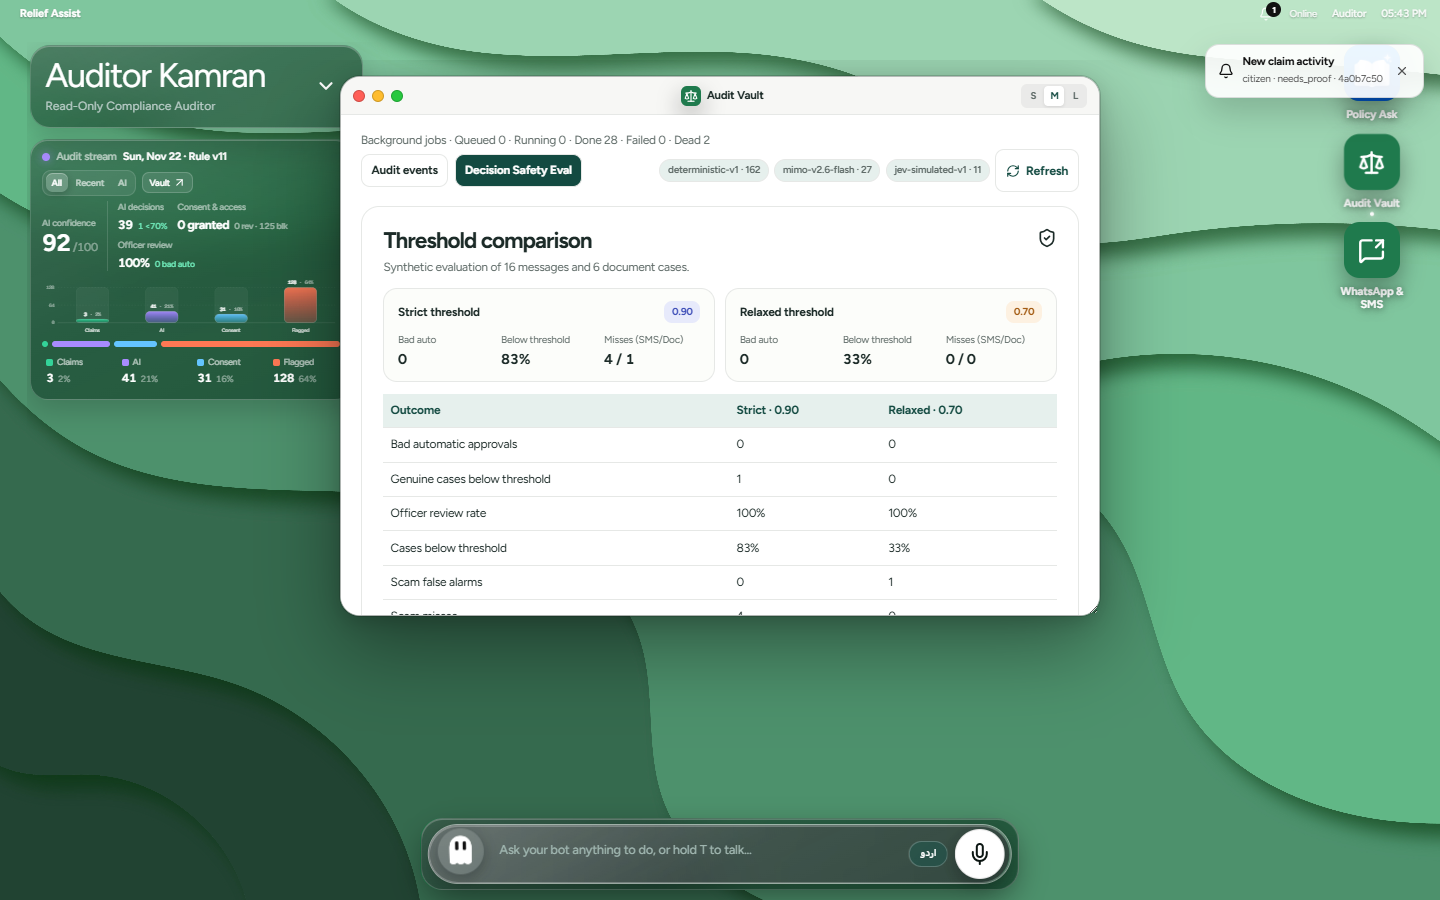 Relief Assist
1
Online
Auditor
05:43 PM
Auditor Kamran
Read-Only Compliance Auditor
Audit stream Sun, Nov 22 · Rule v11
All Recent AI Vault
AI confidence
92 /100
AI decisions
39 1 <70%
Consent & access
0 granted 0 rev · 125 blk
Officer review
100% 0 bad auto
Claims AI Consent Flagged
Claims
3 2%
AI
41 21%
Consent
31 16%
Flagged
128 64%
Audit Vault
S M L
Background jobs · Queued 0 · Running 0 · Done 28 · Failed 0 · Dead 2
Audit events
Decision Safety Eval
deterministic-v1 · 162
mimo-v2.6-flash · 27
jev-simulated-v1 · 11
Refresh
Threshold comparison
Synthetic evaluation of 16 messages and 6 document cases.
Strict threshold 0.90
Bad auto Below threshold Misses (SMS/Doc)
0 83% 4 / 1
Relaxed threshold 0.70
Bad auto Below threshold Misses (SMS/Doc)
0 33% 0 / 0
Outcome Strict · 0.90 Relaxed · 0.70
Bad automatic approvals 0 0
Genuine cases below threshold 1 0
Officer review rate 100% 100%
Cases below threshold 83% 33%
Scam false alarms 0 1
New claim activity
citizen · needs_proof · 4a0b7c50
Policy Ask
Audit Vault
WhatsApp &
SMS
Ask your bot anything to do, or hold T to talk...
اردو